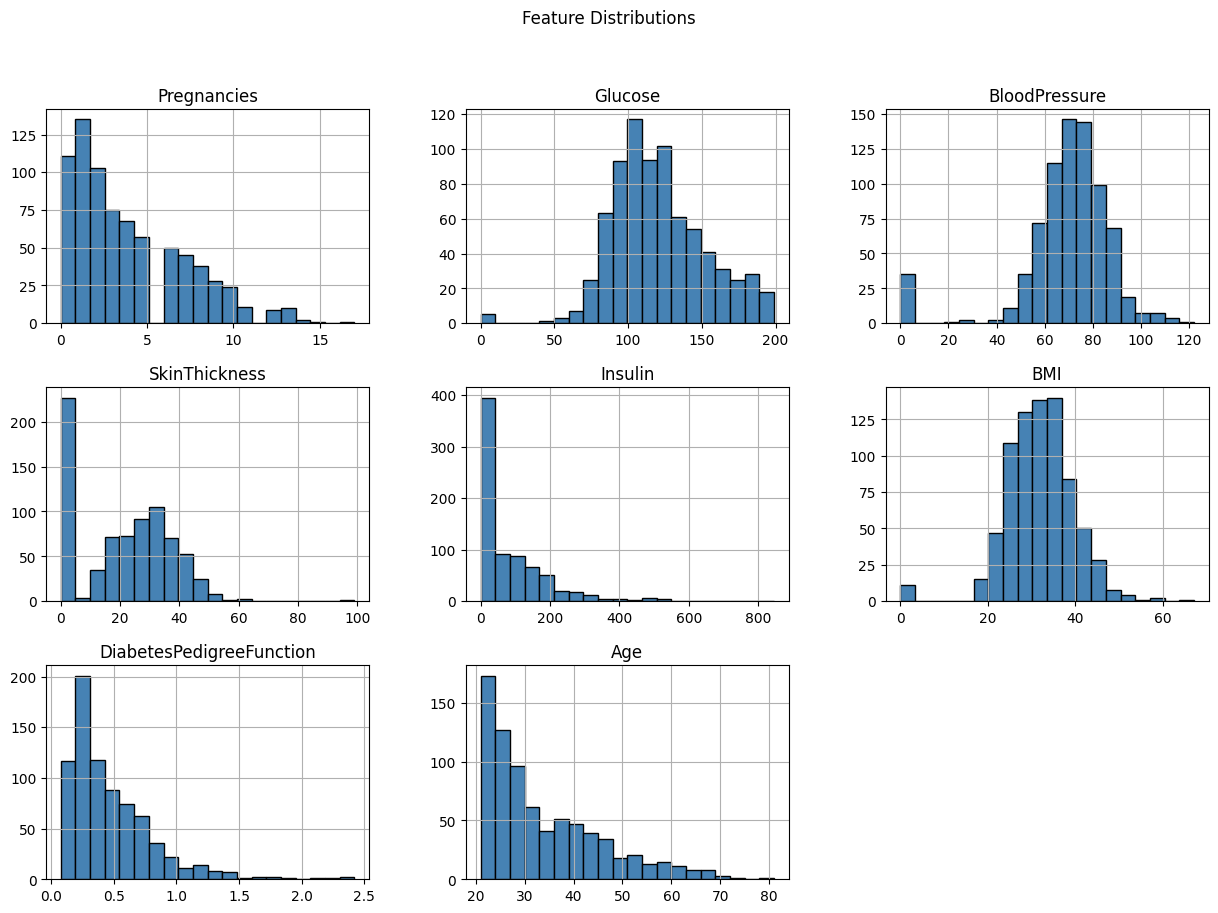 Feature Distributions
Pregnancies
125
100
75
50
25
0
0 5 10 15
Glucose
120
100
80
60
40
20
0
0 50 100 150 200
BloodPressure
150
125
100
75
50
25
0
0 20 40 60 80 100 120
SkinThickness
200
150
100
50
0
0 20 40 60 80 100
Insulin
400
300
200
100
0
0 200 400 600 800
BMI
125
100
75
50
25
0
0 20 40 60
DiabetesPedigreeFunction
200
150
100
50
0
0.0 0.5 1.0 1.5 2.0 2.5
Age
150
100
50
0
20 30 40 50 60 70 80